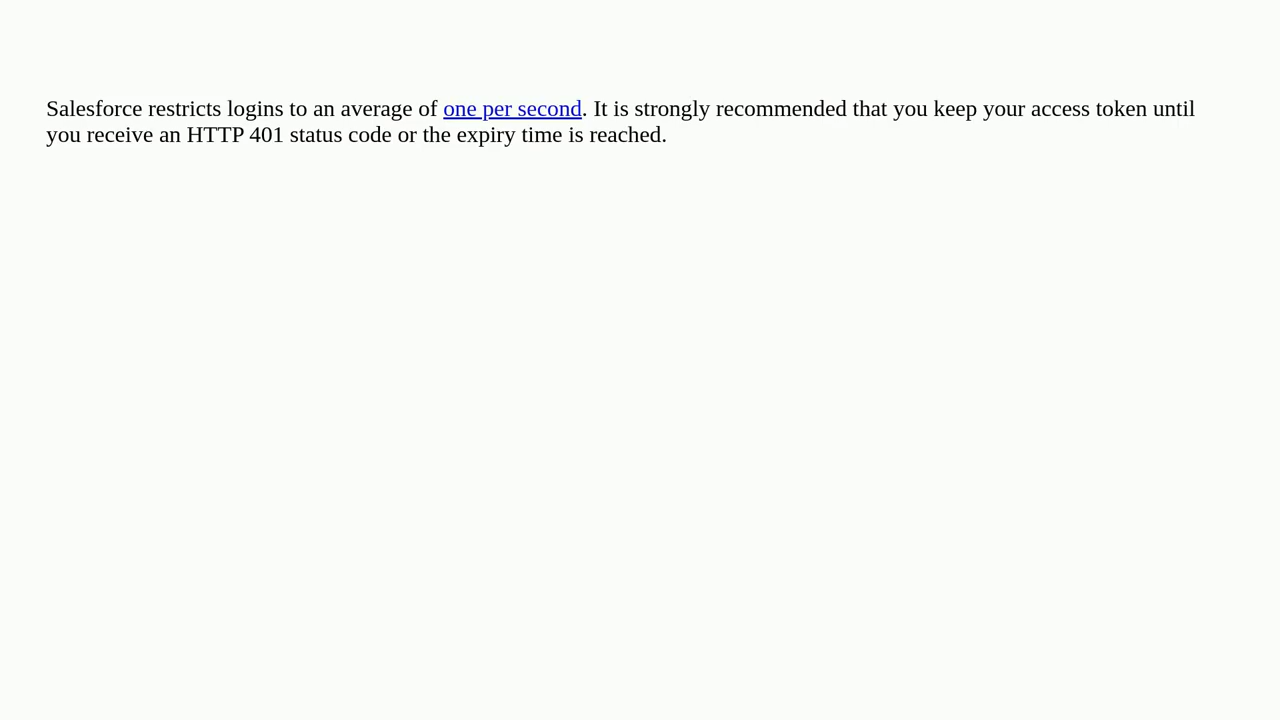 Salesforce restricts logins to an average of one per second. It is strongly recommended that you keep your access token until
you receive an HTTP 401 status code or the expiry time is reached.